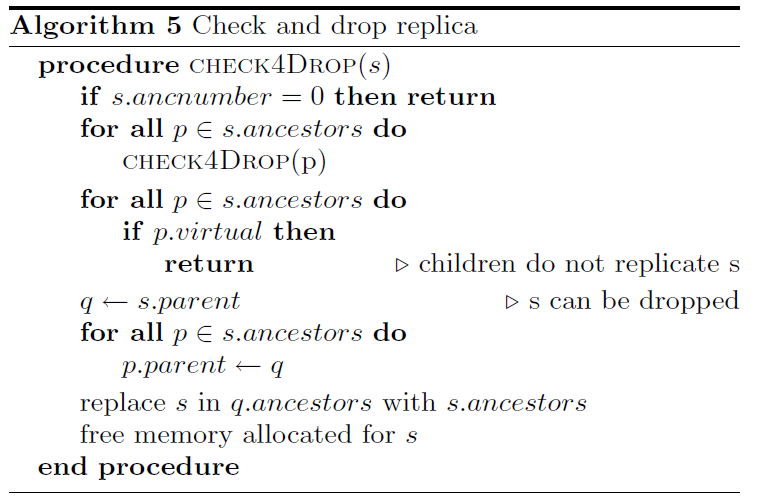 Algorithm 5 Check and drop replica
procedure CHECK4DROP(s)
if s.ancnumber = 0 then return
for all p ∈ s.ancestors do
CHECK4DROP(p)
for all p ∈ s.ancestors do
if p.virtual then
return ▷ children do not replicate s
q ← s.parent ▷ s can be dropped
for all p ∈ s.ancestors do
p.parent ← q
replace s in q.ancestors with s.ancestors
free memory allocated for s
end procedure